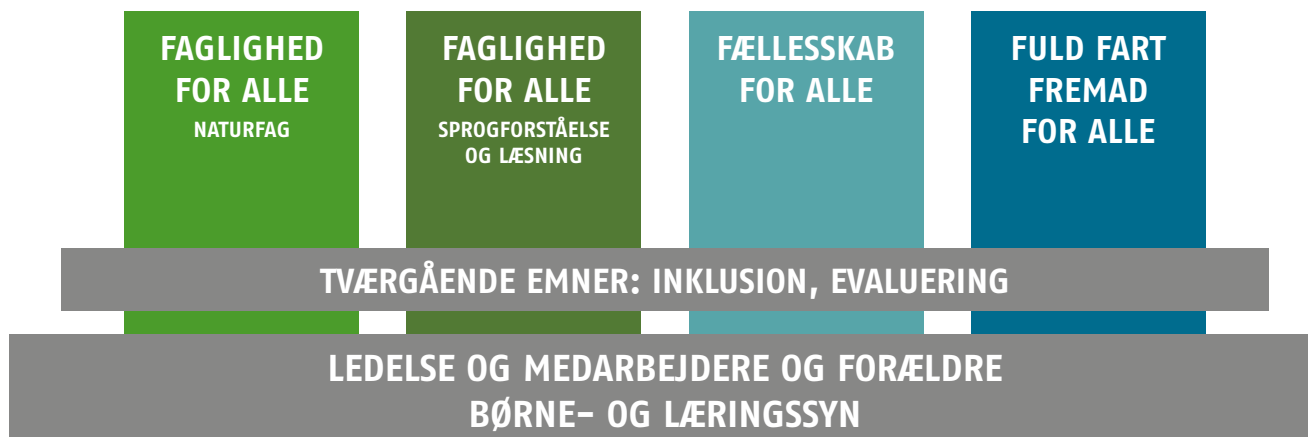 FAGLIGHED
FOR ALLE
NATURFAG
FAGLIGHED
FOR ALLE
SPROGFORSTÅELSE
OG LÆSNING
FÆLLESSKAB
FOR ALLE
FULD FART
FREMAD
FOR ALLE
TVÆRGÅENDE EMNER: INKLUSION, EVALUERING
LEDELSE OG MEDARBEJDERE OG FORÆLDRE
BØRNE- OG LÆRINGSSYN